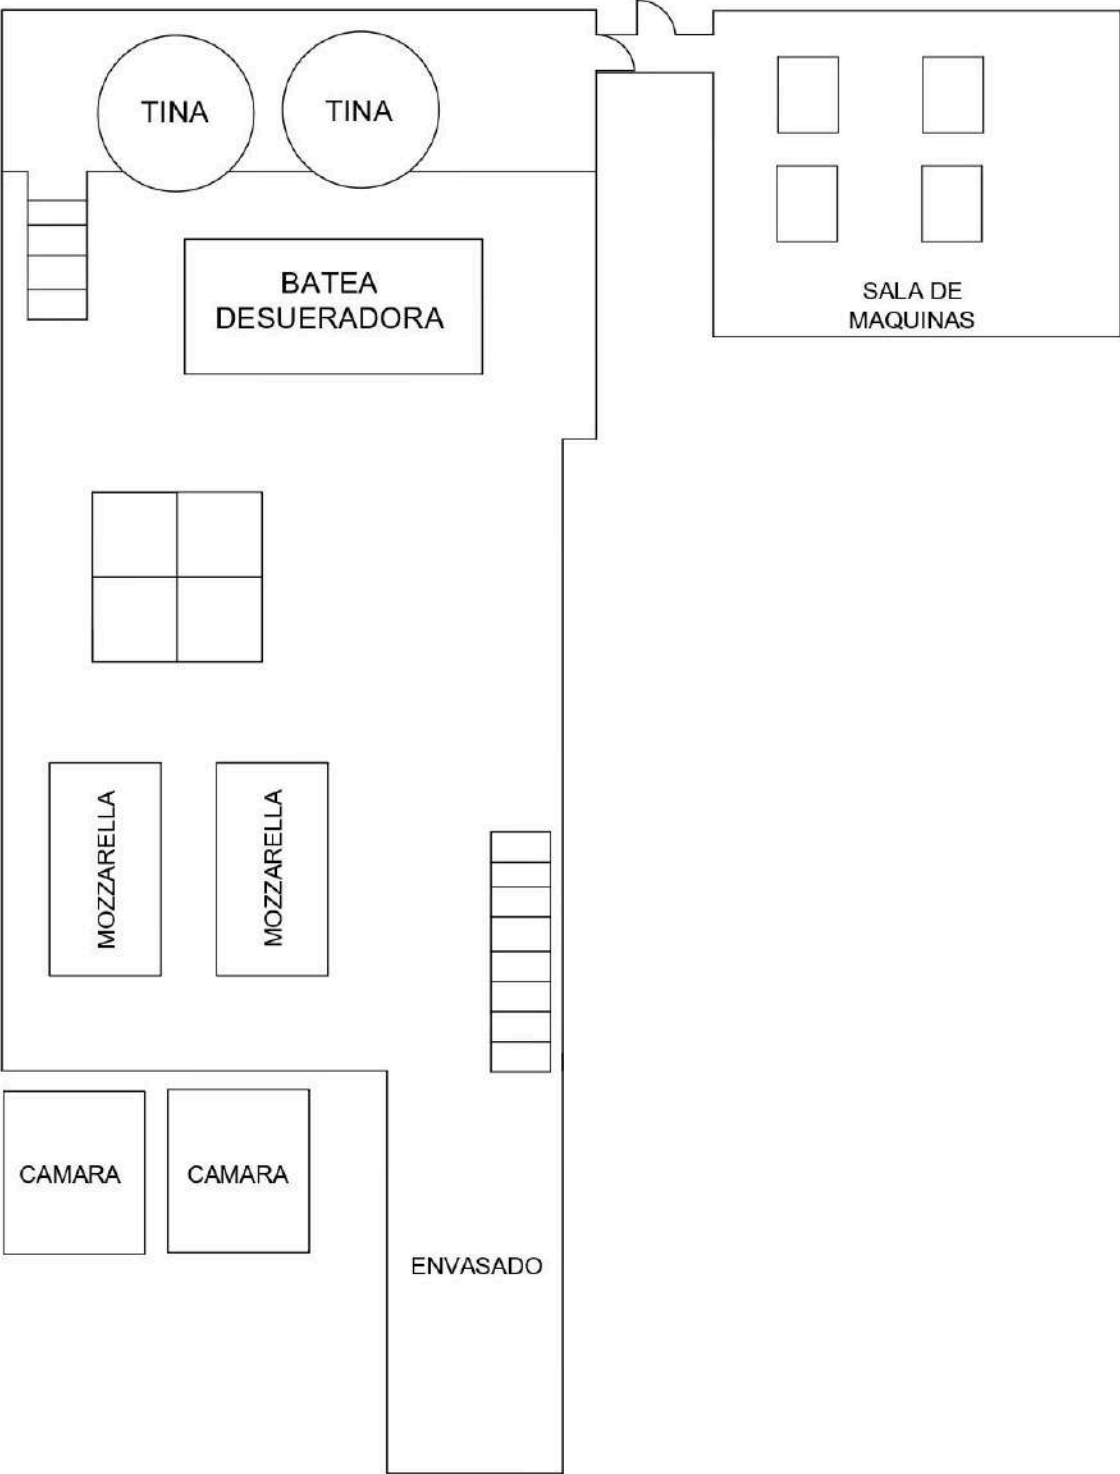 TINA
TINA
BATEA
DESUERADORA
SALA DE
MAQUINAS
MOZZARELLA
MOZZARELLA
CAMARA
CAMARA
ENVASADO